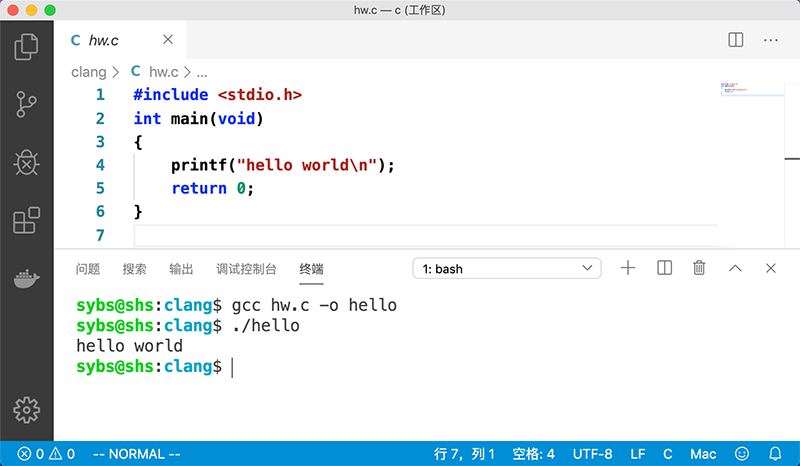 hw.c — c (工作区)
C hw.c
clang > C hw.c > ...
1 #include <stdio.h>
2 int main(void)
3 {
4 printf("hello world\n");
5 return 0;
6 }
7
问题 搜索 输出 调试控制台 终端 1: bash
sybs@shs:clang$ gcc hw.c -o hello
sybs@shs:clang$ ./hello
hello world
sybs@shs:clang$
0 0 -- NORMAL -- 行 7，列 1 空格: 4 UTF-8 LF C Mac